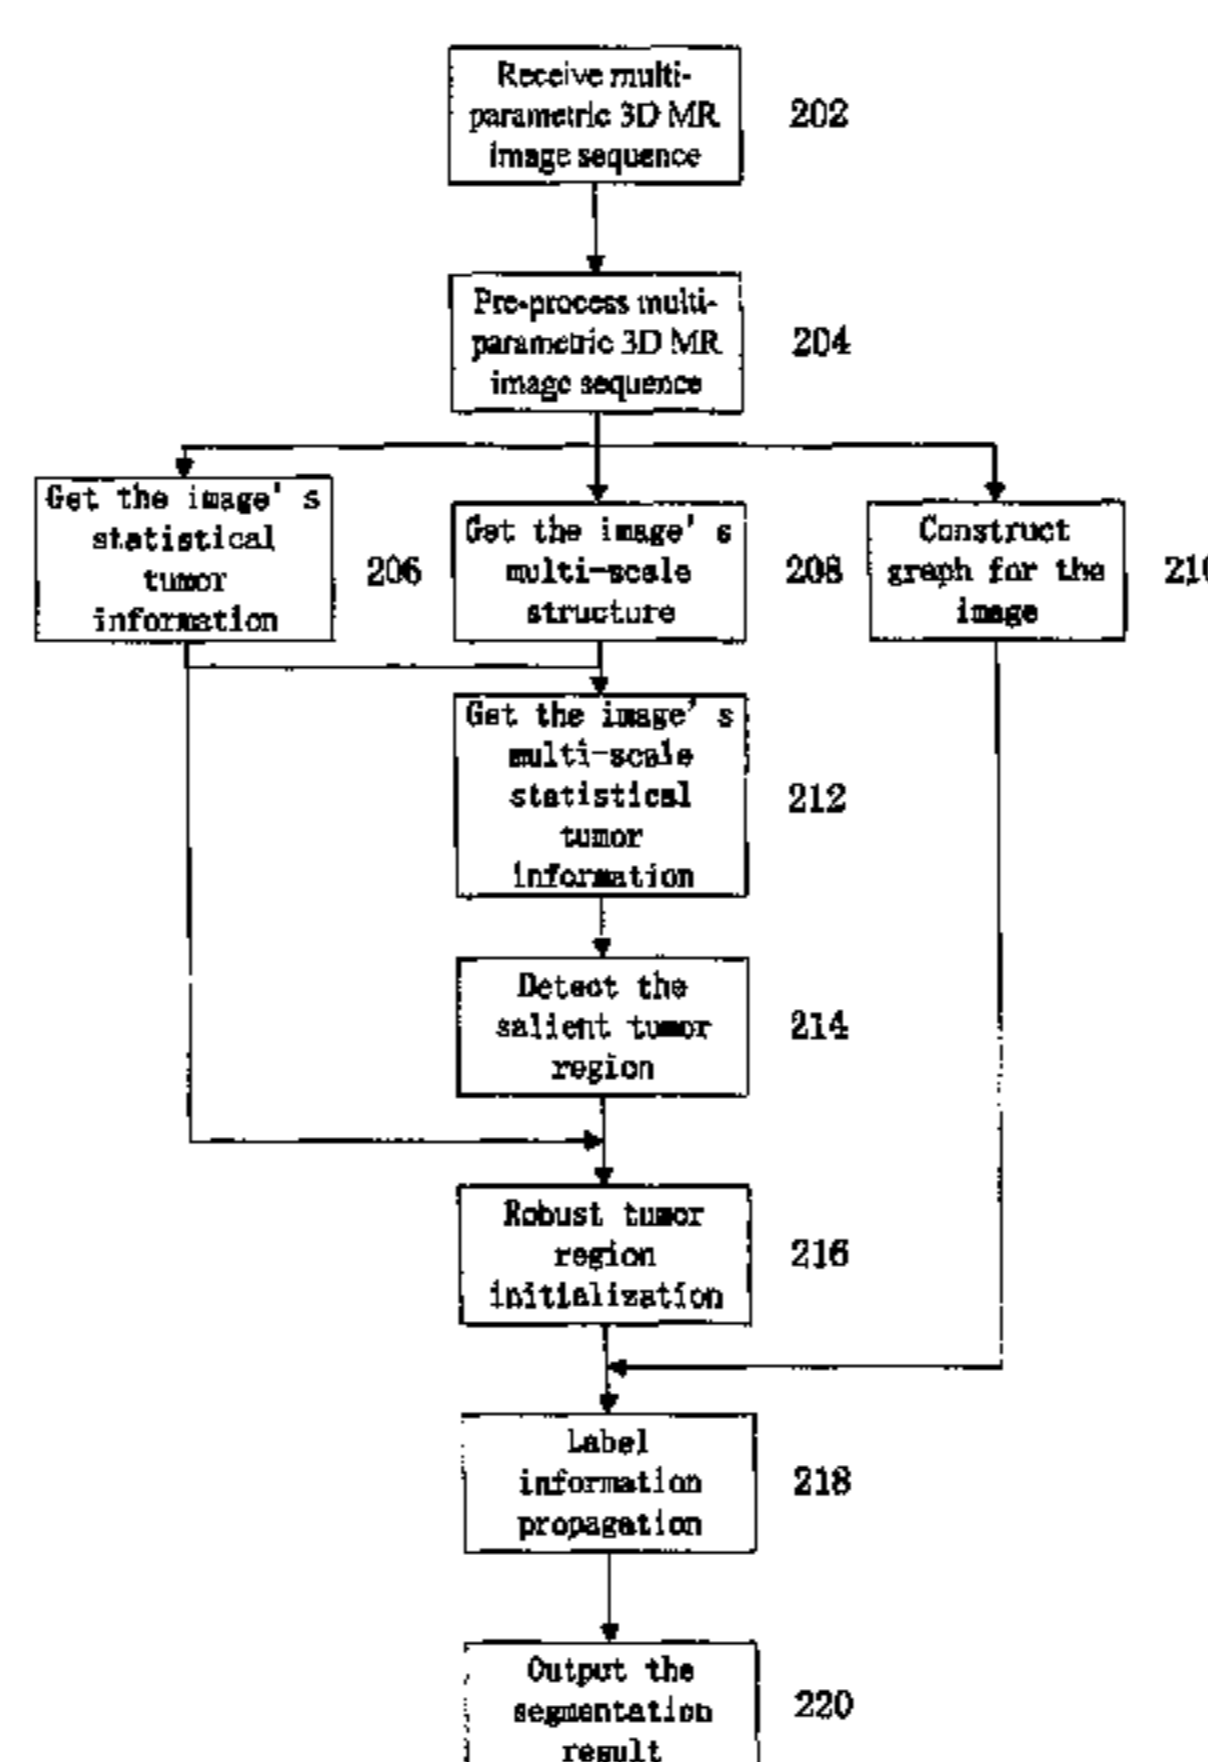 Receive multi-
parametric 3D MR
image sequence
202
Pre-process multi-
parametric 3D MR
image sequence
204
Get the image's
statistical
tumor
information
206
Get the image's
multi-scale
structure
208
Construct
graph for the
image
210
Get the image's
multi-scale
statistical
tumor
information
212
Detect the
salient tumor
region
214
Robust tumor
region
initialization
216
Label
information
propagation
218
Output the
segmentation
result
220